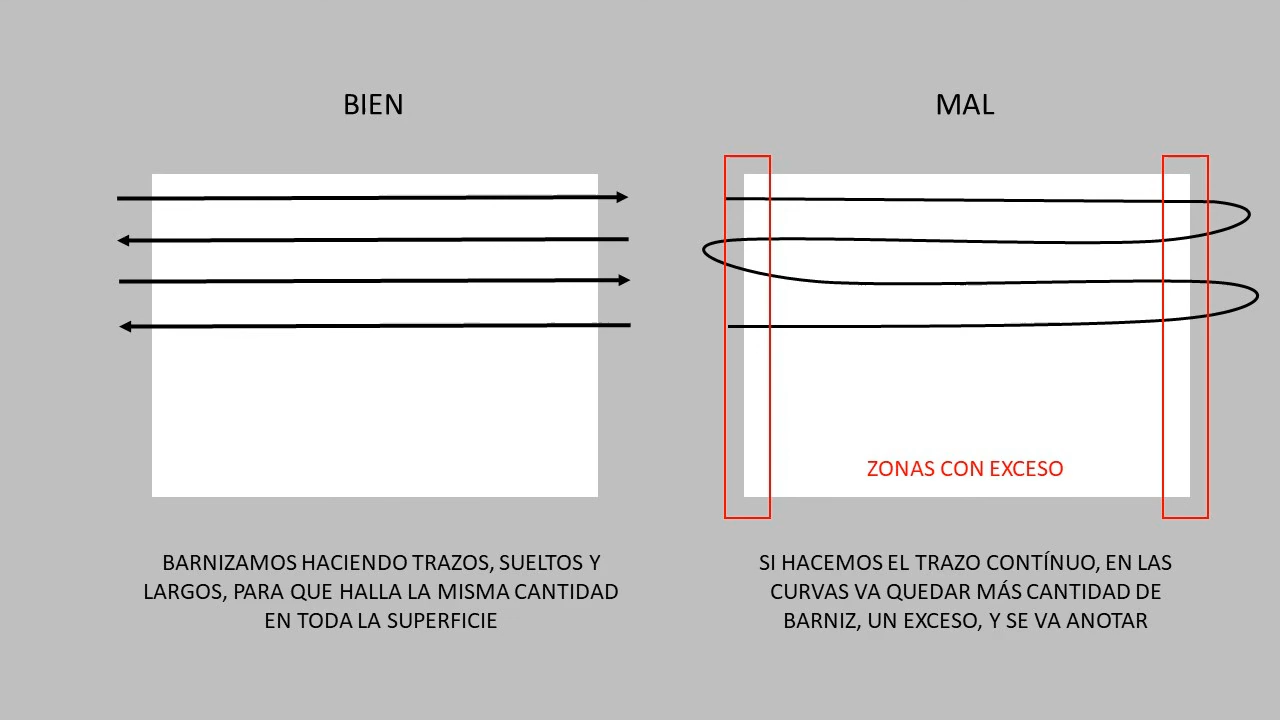 BIEN
MAL
ZONAS CON EXCESO
BARNIZAMOS HACIENDO TRAZOS, SUELTOS Y
LARGOS, PARA QUE HALLA LA MISMA CANTIDAD
EN TODA LA SUPERFICIE
SI HACEMOS EL TRAZO CONTÍNUO, EN LAS
CURVAS VA QUEDAR MÁS CANTIDAD DE
BARNIZ, UN EXCESO, Y SE VA ANOTAR